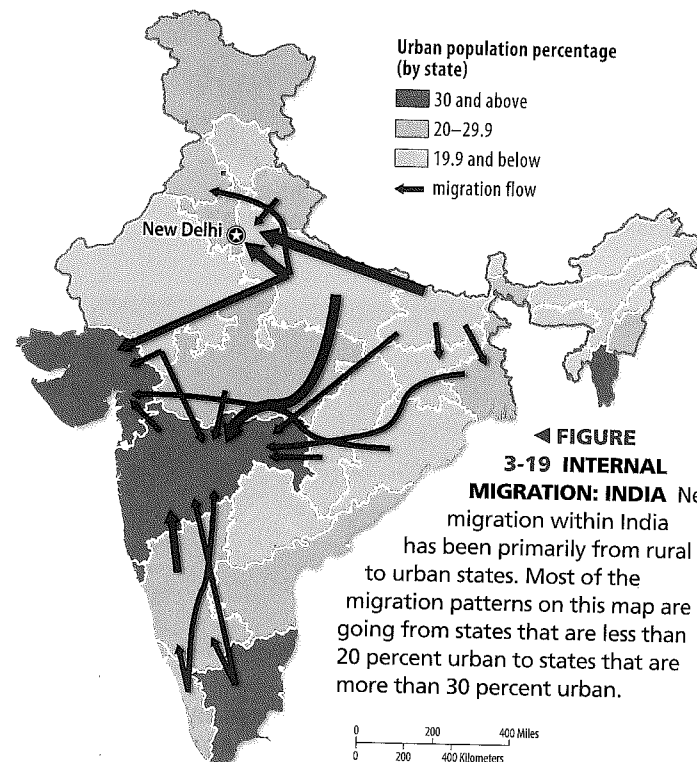 Urban population percentage
(by state)
30 and above
20–29.9
19.9 and below
migration flow
New Delhi
◄ FIGURE
3-19 INTERNAL
MIGRATION: INDIA
migration within India
has been primarily from rural
to urban states. Most of the
migration patterns on this map are
going from states that are less than
20 percent urban to states that are
more than 30 percent urban.
0 200 400 Miles
0 200 400 Kilometers